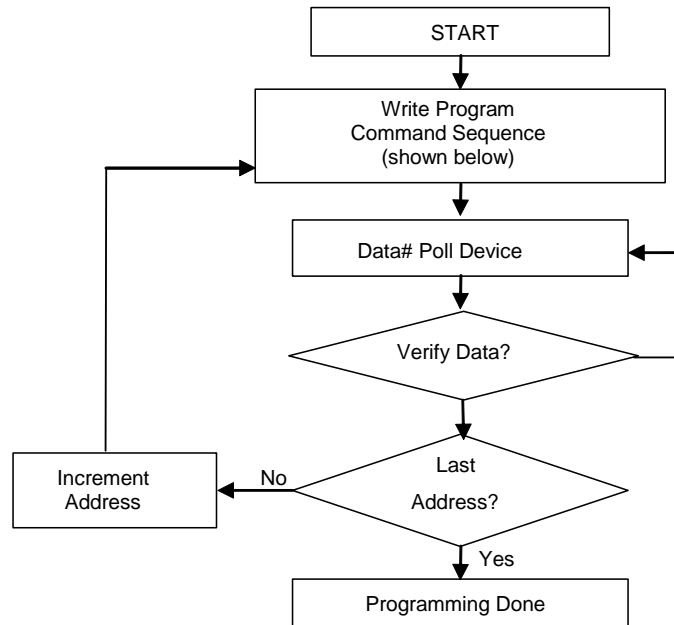 START
Write Program
Command Sequence
(shown below)
Data# Poll Device
Verify Data?
Last
Address?
No
Increment
Address
Yes
Programming Done